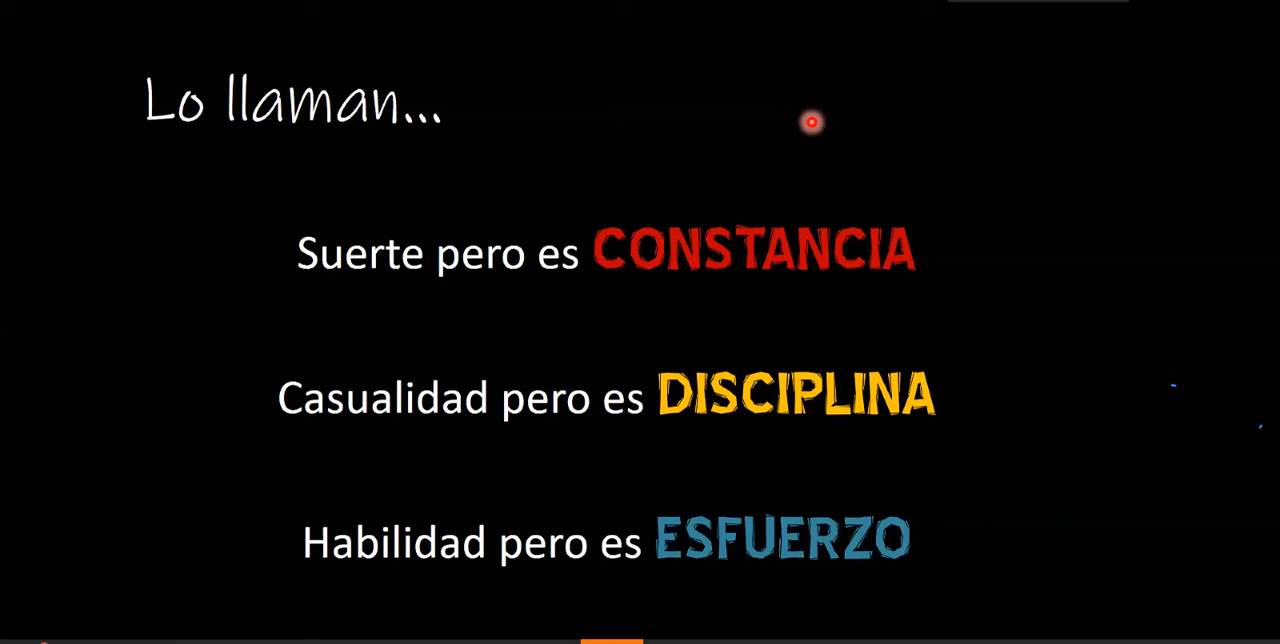 Lo llaman...
Suerte pero es CONSTANCIA
Casualidad pero es DISCIPLINA
Habilidad pero es ESFUERZO